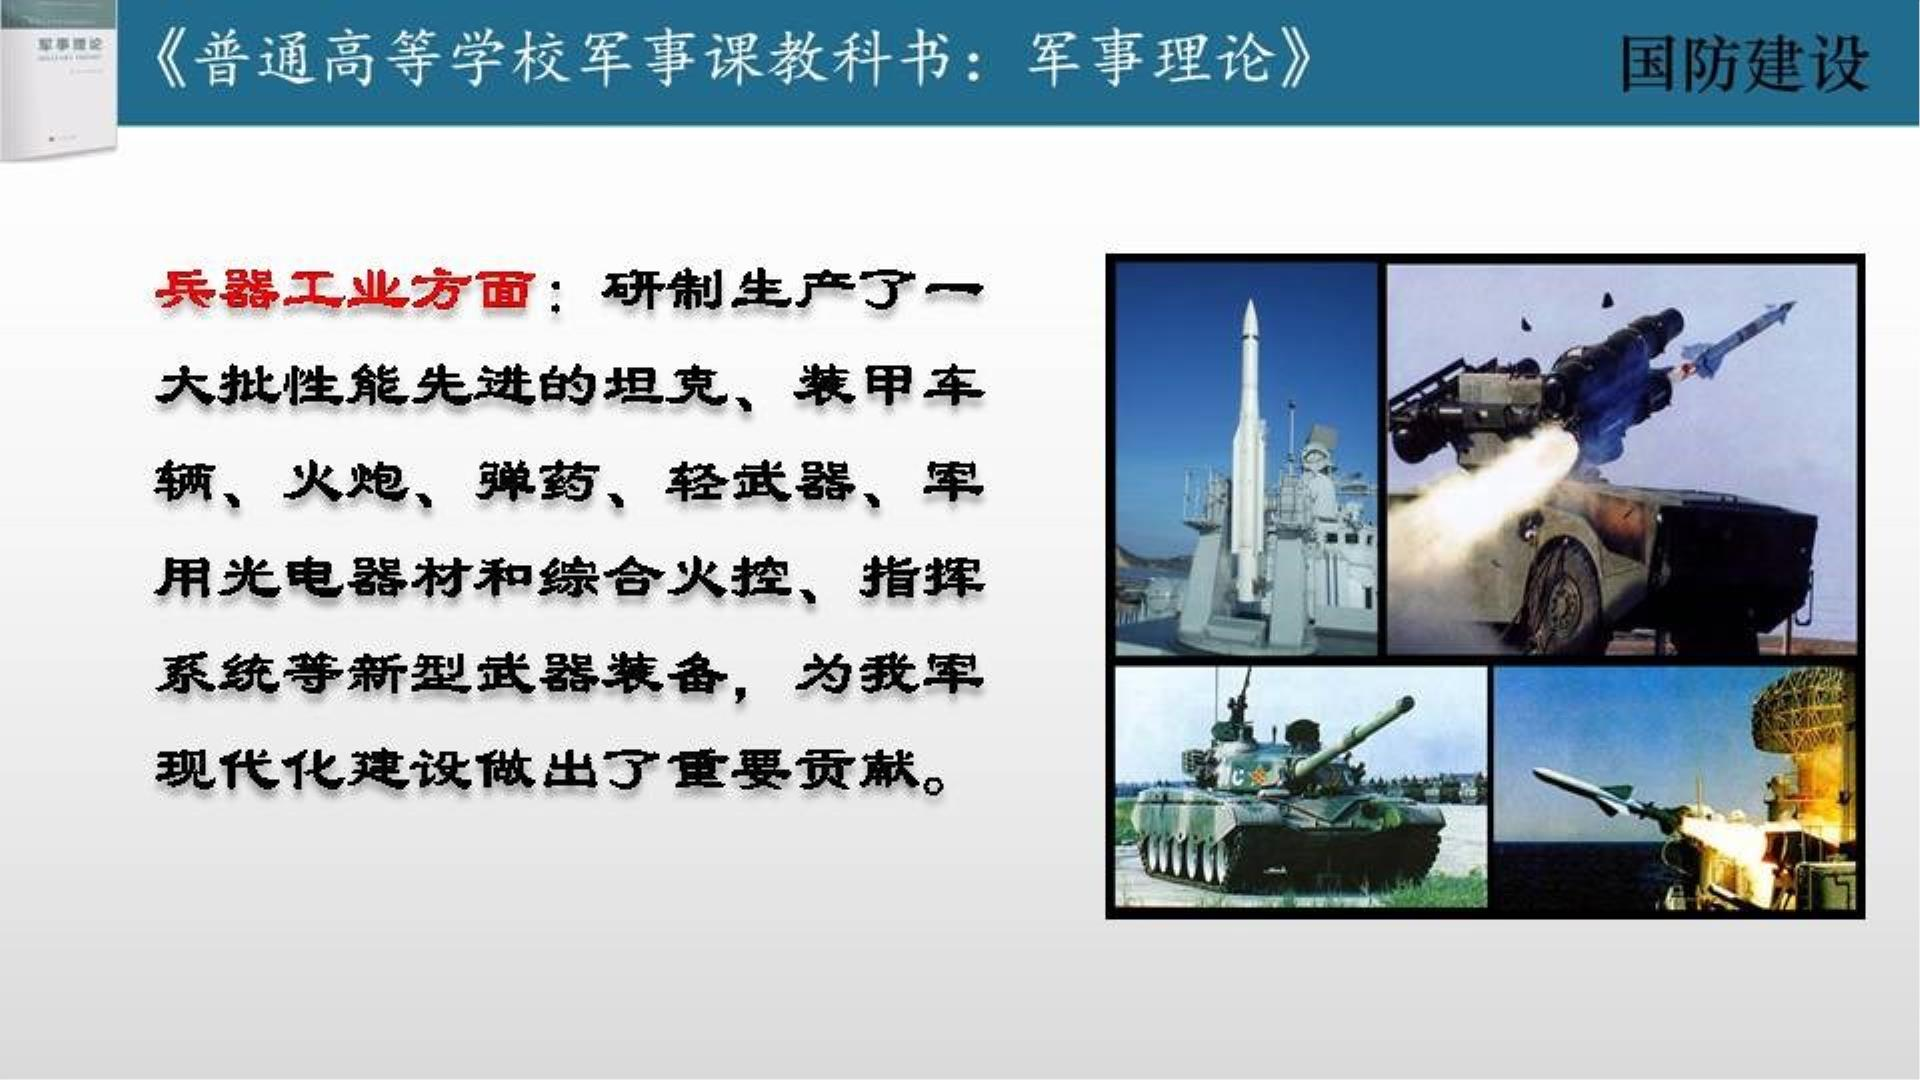 军事理论
《普通高等学校军事课教科书：军事理论》
国防建设
兵器工业方面：研制生产了一
大批性能先进的坦克、装甲车
辆、火炮、弹药、轻武器、军
用光电器材和综合火控、指挥
系统等新型武器装备，为我军
现代化建设做出了重要贡献。